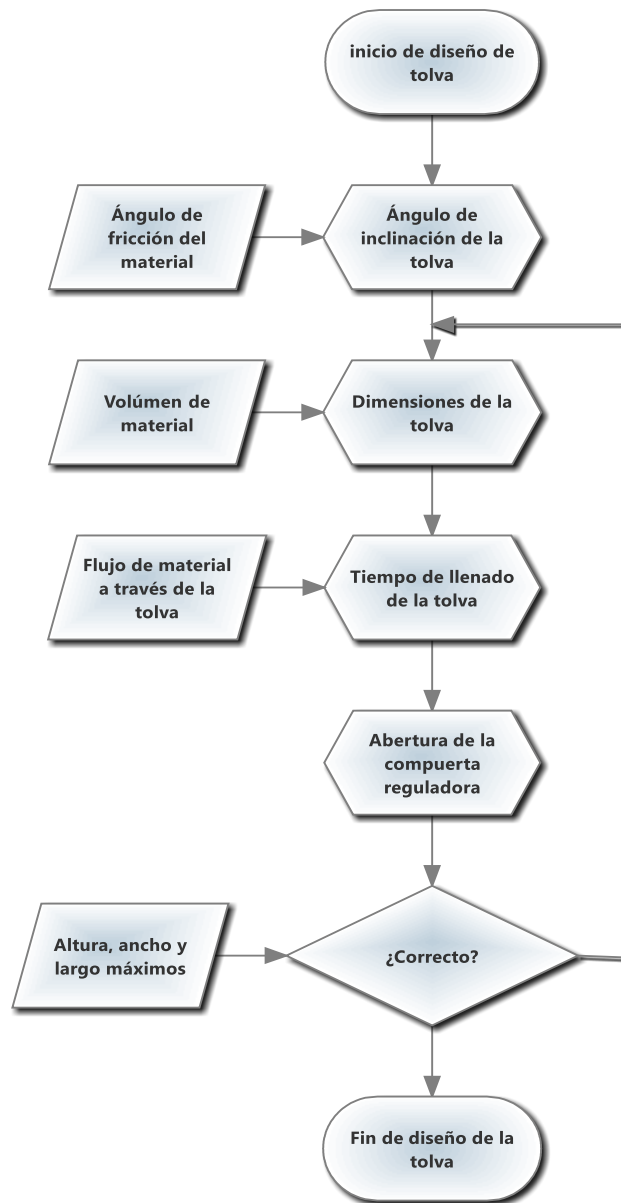 inicio de diseño de
tolva
Ángulo de
fricción del
material
Ángulo de
inclinación de la
tolva
Volúmen de
material
Dimensiones de la
tolva
Flujo de material
a través de la
tolva
Tiempo de llenado
de la tolva
Abertura de la
compuerta
reguladora
Altura, ancho y
largo máximos
¿Correcto?
Fin de diseño de la
tolva